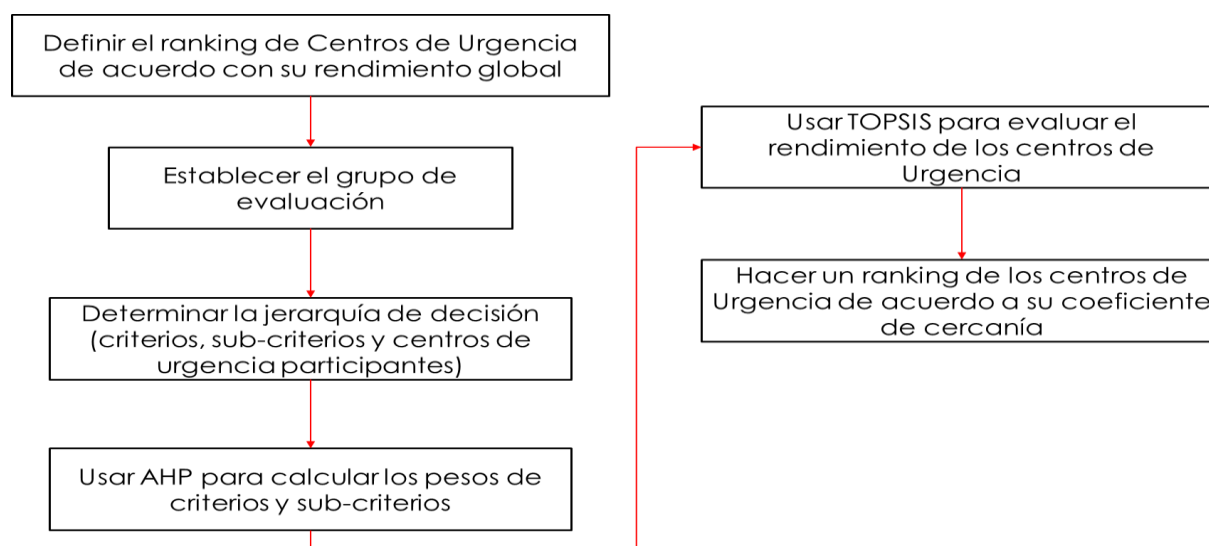 Definir el ranking de Centros de Urgencia
de acuerdo con su rendimiento global
Establecer el grupo de
evaluación
Determinar la jerarquía de decisión
(criterios, sub-criterios y centros de
urgencia participantes)
Usar AHP para calcular los pesos de
criterios y sub-criterios
Usar TOPSIS para evaluar el
rendimiento de los centros de
Urgencia
Hacer un ranking de los centros de
Urgencia de acuerdo a su coeficiente
de cercanía